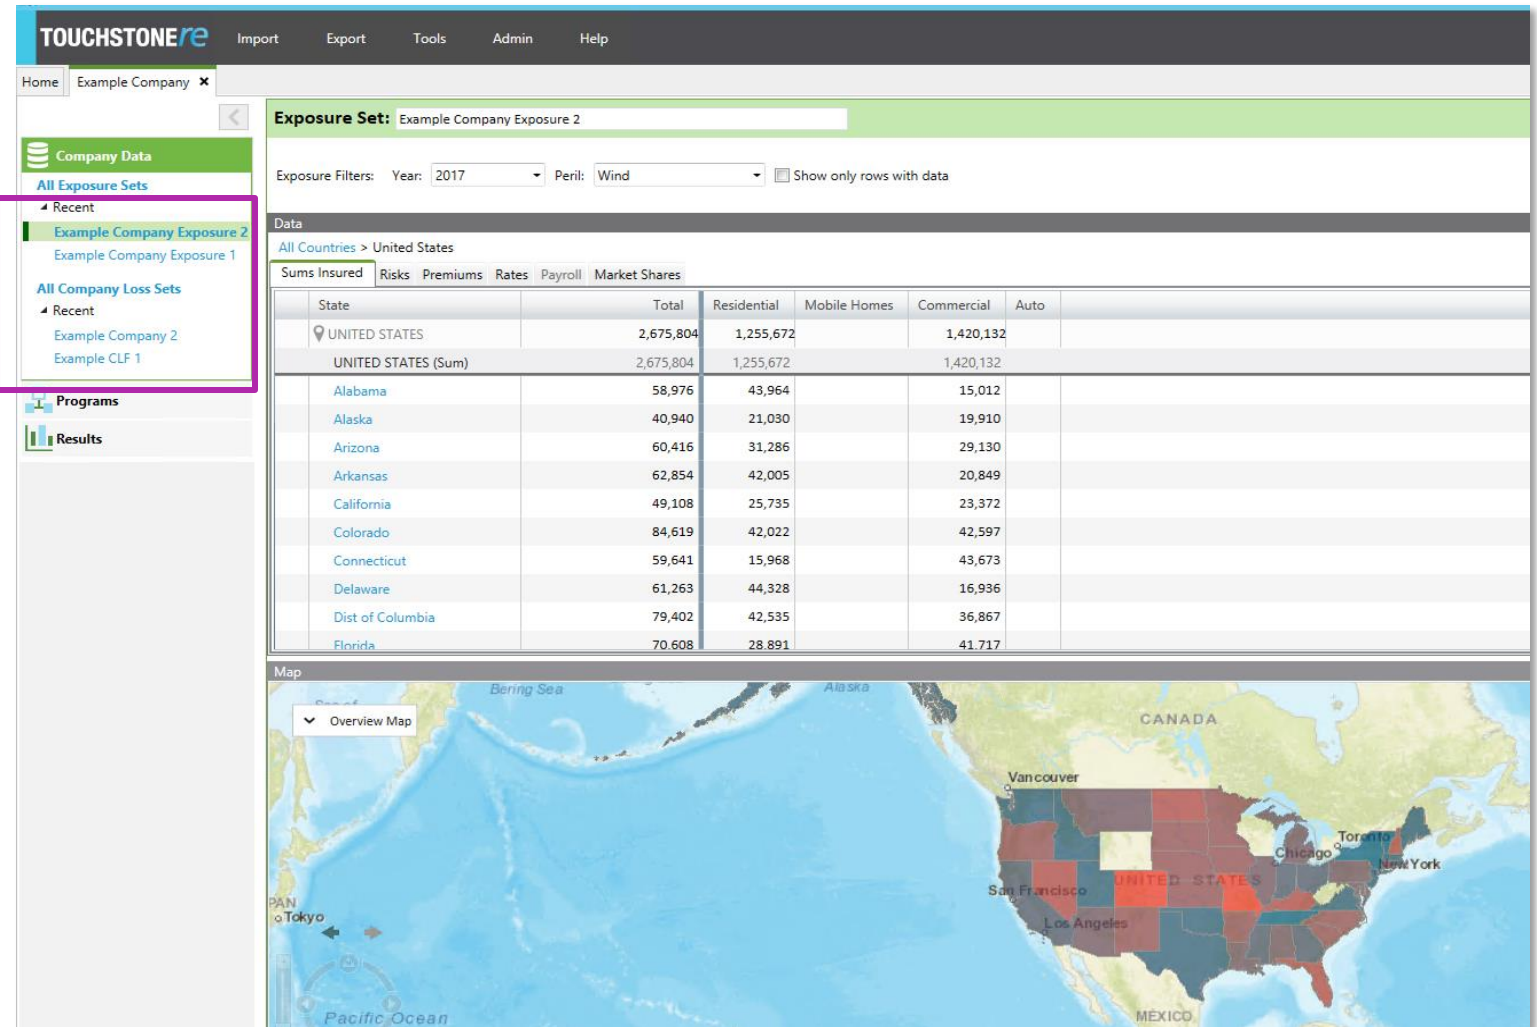 TOUCHSTONEre Import Export Tools Admin Help
Home Example Company ×
Company Data
All Exposure Sets
Recent
Example Company Exposure 2
Example Company Exposure 1
All Company Loss Sets
Recent
Example Company 2
Example CLF 1
Programs
Results
Exposure Set: Example Company Exposure 2
Exposure Filters: Year: 2017 Peril: Wind Show only rows with data
Data
All Countries > United States
Sums Insured Risks Premiums Rates Payroll Market Shares
State Total Residential Mobile Homes Commercial Auto
UNITED STATES 2,675,804 1,255,672 1,420,132
UNITED STATES (Sum) 2,675,804 1,255,672 1,420,132
Alabama 58,976 43,964 15,012
Alaska 40,940 21,030 19,910
Arizona 60,416 31,286 29,130
Arkansas 62,854 42,005 20,849
California 49,108 25,735 23,372
Colorado 84,619 42,022 42,597
Connecticut 59,641 15,968 43,673
Delaware 61,263 44,328 16,936
Dist of Columbia 79,402 42,535 36,867
Florida 70,608 28,891 41,717
Map
Bering Sea
Alaska
Overview Map
CANADA
Vancouver
Toronto
Chicago
New York
UNITED STATES
San Francisco
PAN
Tokyo
Los Angeles
Pacific Ocean
MÉXICO